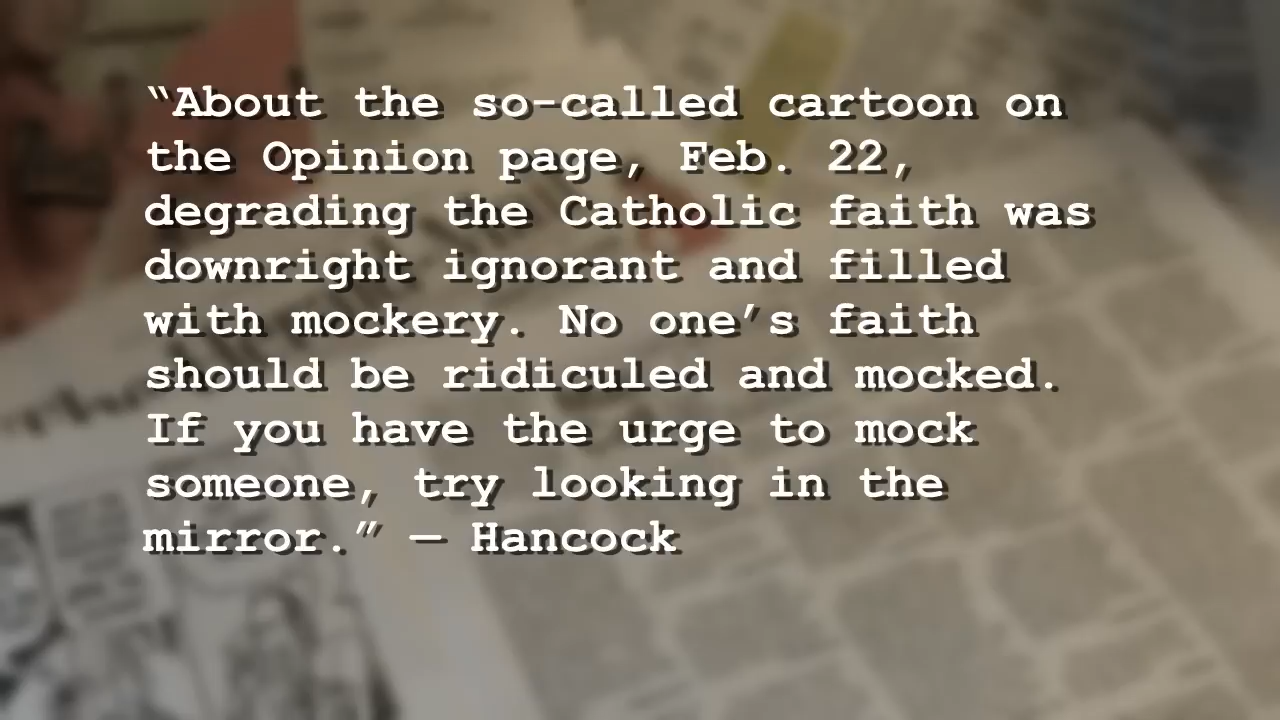 “About the so-called cartoon on
the Opinion page, Feb. 22,
degrading the Catholic faith was
downright ignorant and filled
with mockery. No one’s faith
should be ridiculed and mocked.
If you have the urge to mock
someone, try looking in the
mirror.” — Hancock